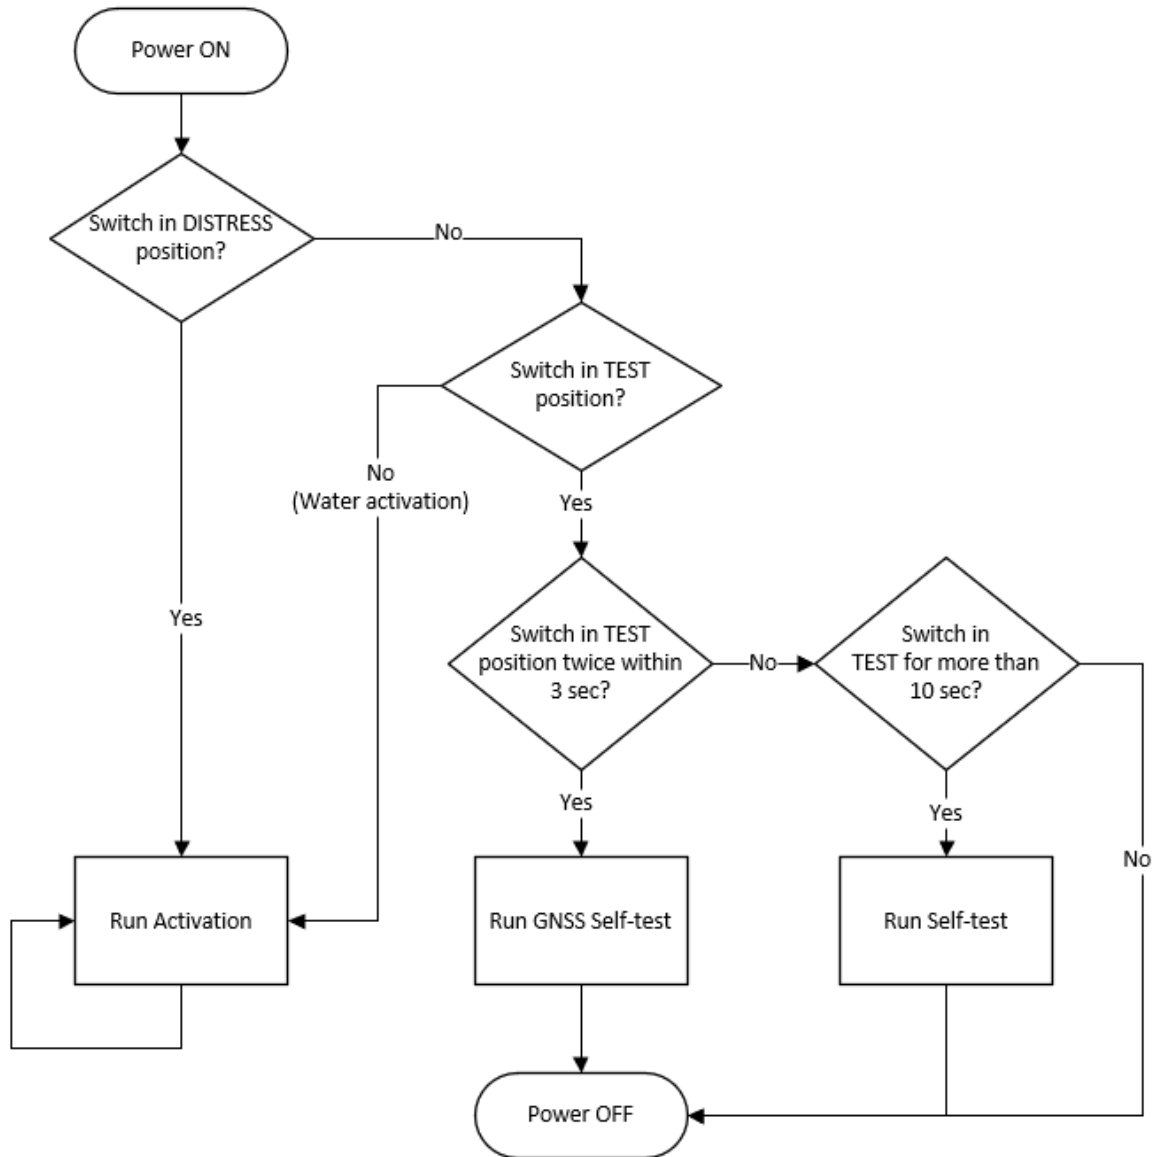 Power ON
Switch in DISTRESS
position?
No
Switch in TEST
position?
No
(Water activation)
Yes
Yes
Switch in TEST
position twice within
3 sec?
No
Switch in
TEST for more than
10 sec?
Yes
Yes
No
Run Activation
Run GNSS Self-test
Run Self-test
Power OFF